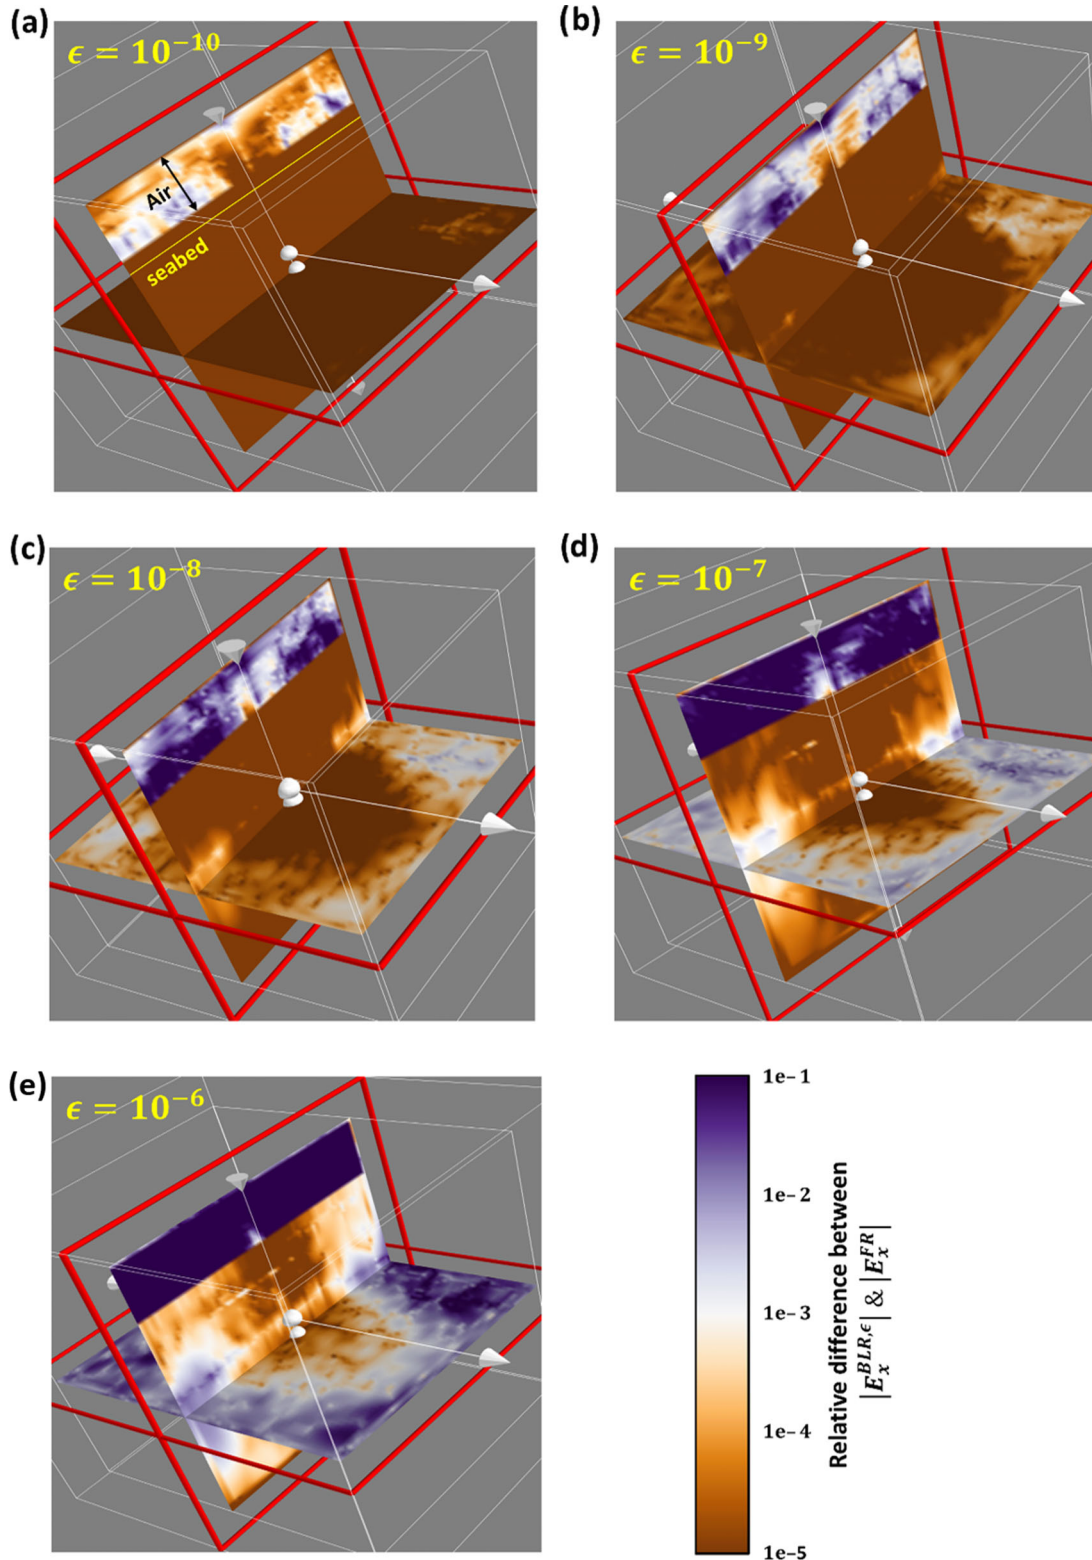 (a)
ϵ = 10⁻¹⁰
Air
seabed
(b)
ϵ = 10⁻⁹
(c)
ϵ = 10⁻⁸
(d)
ϵ = 10⁻⁷
(e)
ϵ = 10⁻⁶
1e-1
1e-2
1e-3
1e-4
1e-5
Relative difference between
|E_x^{BLR,ϵ}| & |E_x^{FR}|